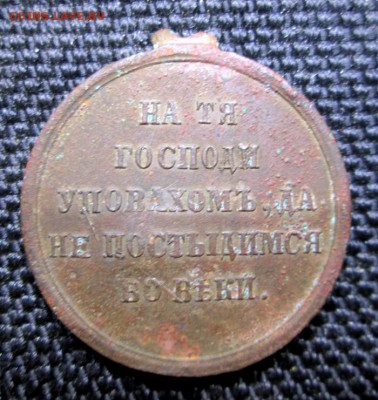 НА ТЯ
ГОСПОДИ
УПОВАХОМЪ, ДА
НЕ ПОСТЫДИМСЯ
ВО ВѢКИ.